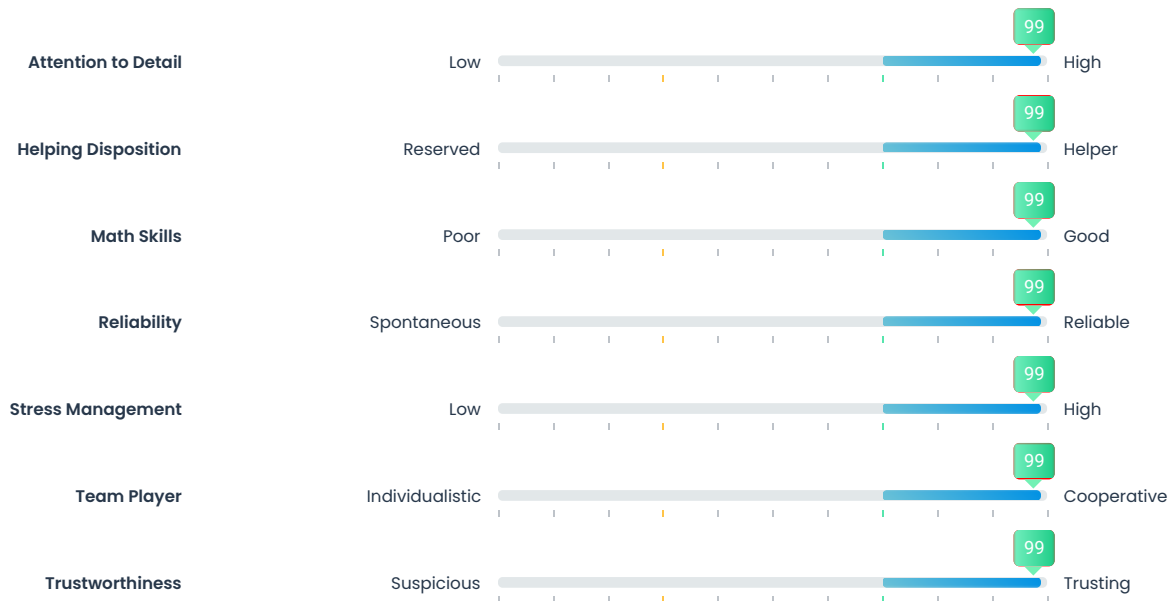 99
Attention to Detail Low High
99
Helping Disposition Reserved Helper
99
Math Skills Poor Good
99
Reliability Spontaneous Reliable
99
Stress Management Low High
99
Team Player Individualistic Cooperative
99
Trustworthiness Suspicious Trusting